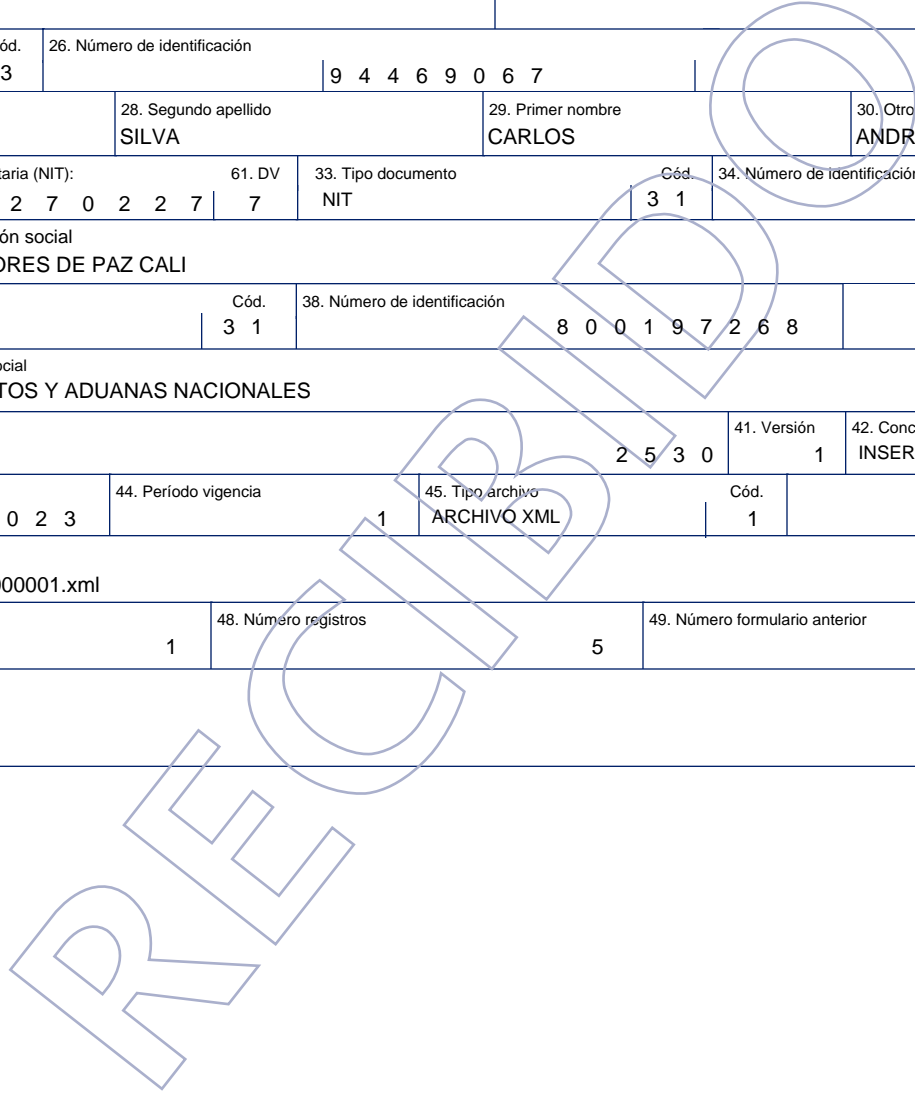 ód. 26. Número de identificación
3 9 4 4 6 9 0 6 7
28. Segundo apellido 29. Primer nombre 30. Otro
SILVA CARLOS ANDR
taria (NIT): 61. DV 33. Tipo documento Cód. 34. Número de identificación
2 7 0 2 2 7 7 NIT 3 1
ón social
ORES DE PAZ CALI
Cód. 38. Número de identificación
3 1 8 0 0 1 9 7 2 6 8
ocial
TOS Y ADUANAS NACIONALES
41. Versión 42. Conc
2 5 3 0 1 INSER
44. Período vigencia 45. Tipo archivo Cód.
0 2 3 1 ARCHIVO XML 1
000001.xml
48. Número registros 49. Número formulario anterior
1 5
RECIBIDO